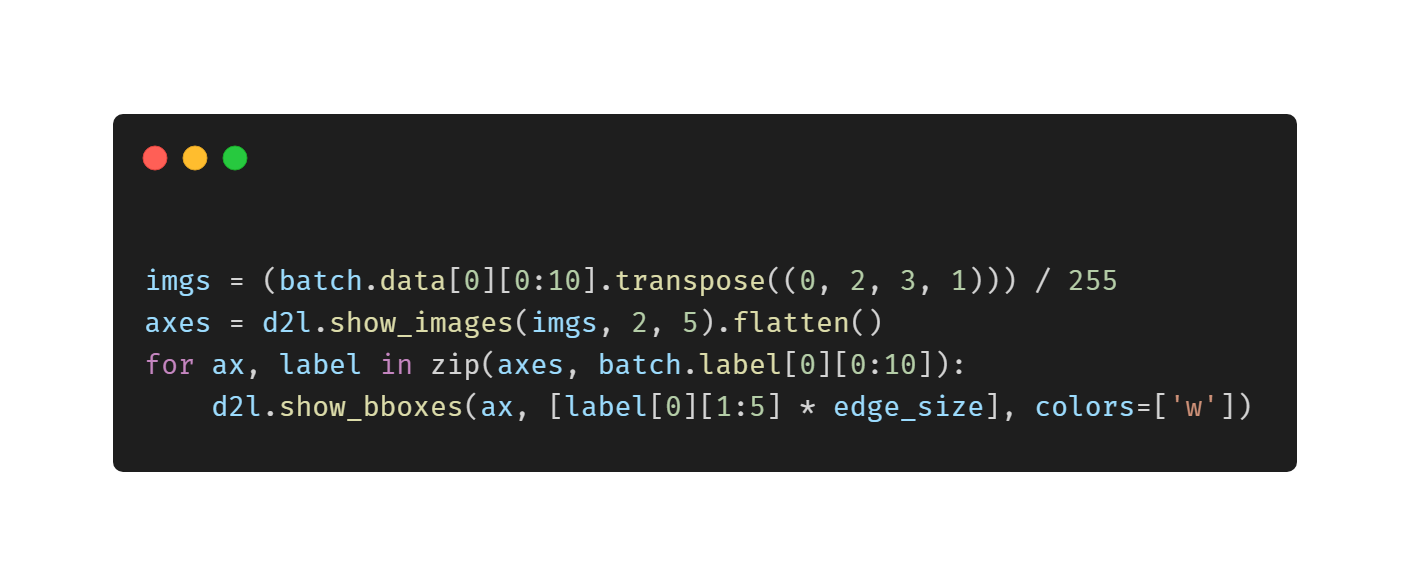 imgs = (batch.data[0][0:10].transpose((0, 2, 3, 1))) / 255
axes = d2l.show_images(imgs, 2, 5).flatten()
for ax, label in zip(axes, batch.label[0][0:10]):
    d2l.show_bboxes(ax, [label[0][1:5] * edge_size], colors=['w'])